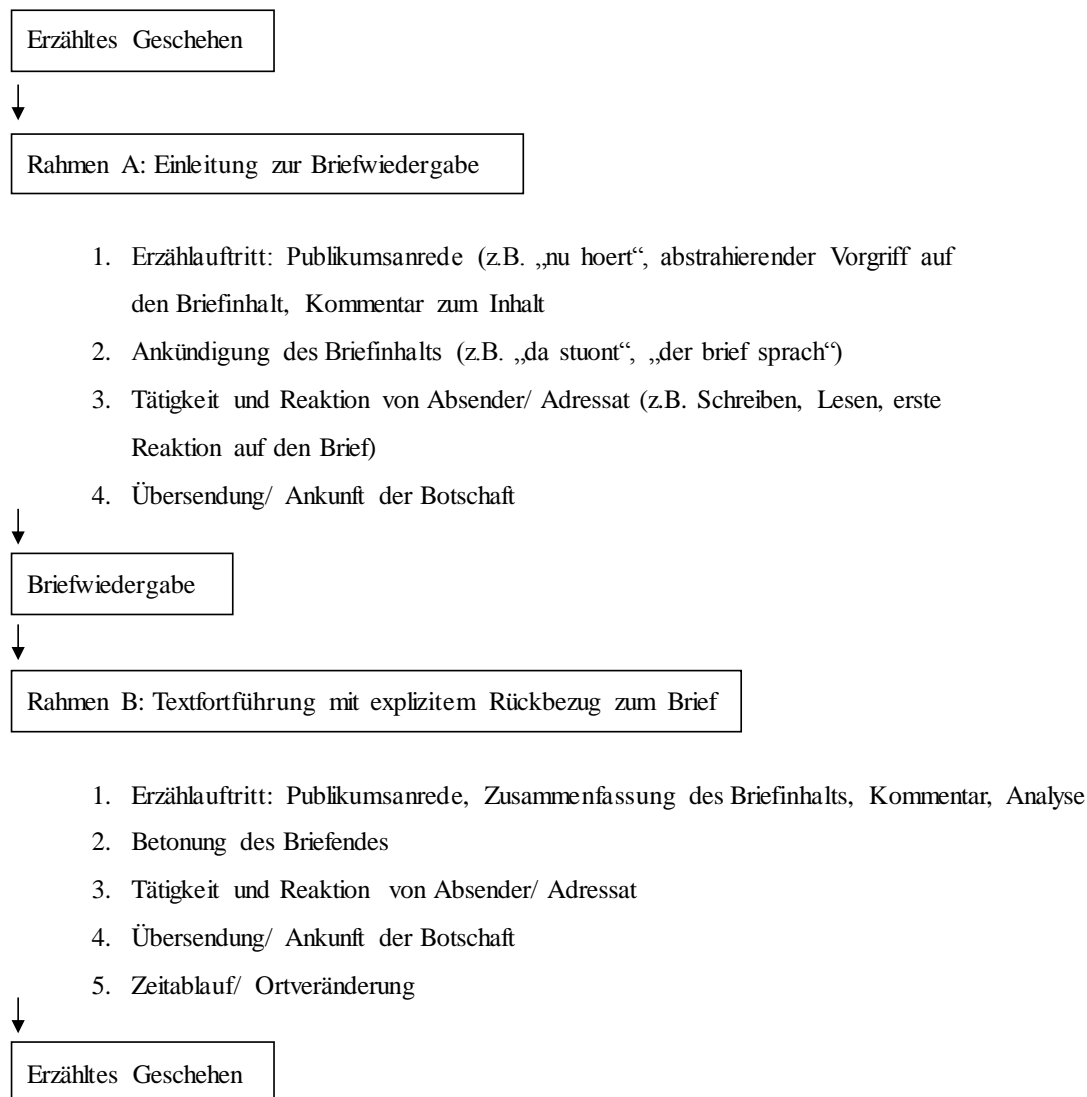 Erzähltes Geschehen
Rahmen A: Einleitung zur Briefwiedergabe
1. Erzählauftritt: Publikumsanrede (z.B. „nu hoert“, abstrahierender Vorgriff auf
den Briefinhalt, Kommentar zum Inhalt
2. Ankündigung des Briefinhalts (z.B. „da stuont“, „der brief sprach“)
3. Tätigkeit und Reaktion von Absender/ Adressat (z.B. Schreiben, Lesen, erste
Reaktion auf den Brief)
4. Übersendung/ Ankunft der Botschaft
Briefwiedergabe
Rahmen B: Textfortführung mit explizitem Rückbezug zum Brief
1. Erzählauftritt: Publikumsanrede, Zusammenfassung des Briefinhalts, Kommentar, Analyse
2. Betonung des Briefendes
3. Tätigkeit und Reaktion von Absender/ Adressat
4. Übersendung/ Ankunft der Botschaft
5. Zeitablauf/ Ortveränderung
Erzähltes Geschehen